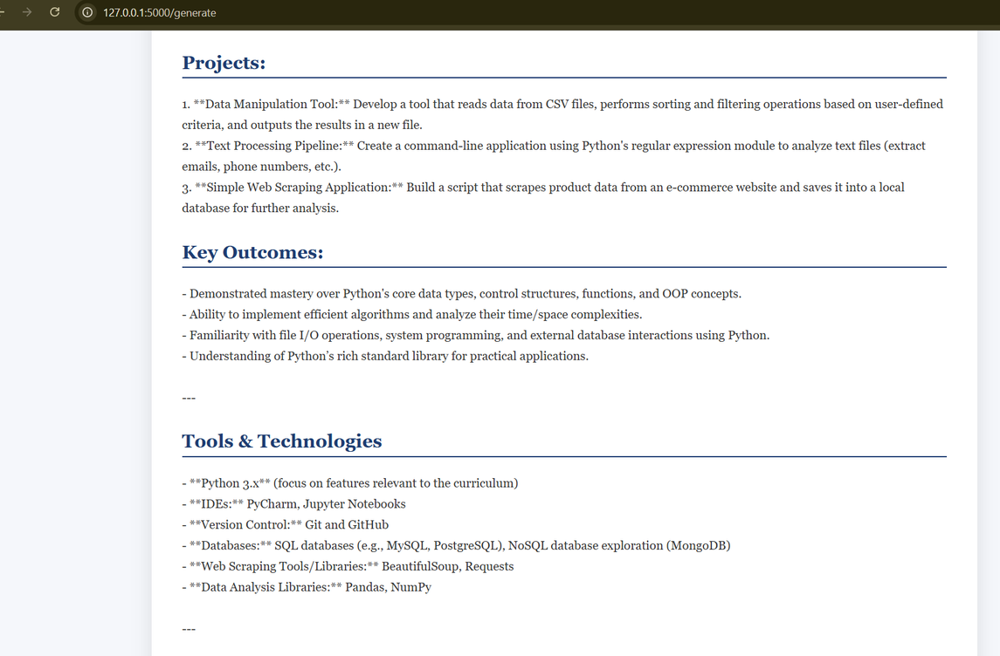 127.0.0.1:5000/generate
Projects:
1. **Data Manipulation Tool:** Develop a tool that reads data from CSV files, performs sorting and filtering operations based on user-defined
criteria, and outputs the results in a new file.
2. **Text Processing Pipeline:** Create a command-line application using Python's regular expression module to analyze text files (extract
emails, phone numbers, etc.).
3. **Simple Web Scraping Application:** Build a script that scrapes product data from an e-commerce website and saves it into a local
database for further analysis.
Key Outcomes:
- Demonstrated mastery over Python's core data types, control structures, functions, and OOP concepts.
- Ability to implement efficient algorithms and analyze their time/space complexities.
- Familiarity with file I/O operations, system programming, and external database interactions using Python.
- Understanding of Python’s rich standard library for practical applications.
---
Tools & Technologies
- **Python 3.x** (focus on features relevant to the curriculum)
- **IDEs:** PyCharm, Jupyter Notebooks
- **Version Control:** Git and GitHub
- **Databases:** SQL databases (e.g., MySQL, PostgreSQL), NoSQL database exploration (MongoDB)
- **Web Scraping Tools/Libraries:** BeautifulSoup, Requests
- **Data Analysis Libraries:** Pandas, NumPy
---